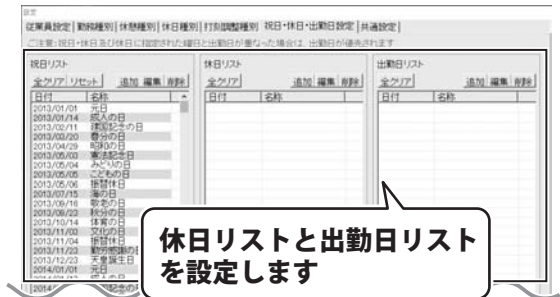 設定
従業員設定 勤務種別 休憩種別 休日種別 打刻調整種別 祝日・休日・出勤日設定 共通設定
ご注意：祝日・休日及び休日に指定された曜日と出勤日が重なった場合は、出勤日が優先されます
祝日リスト 休日リスト 出勤日リスト
全クリア リセット 追加 編集 削除 全クリア 追加 編集 削除 全クリア 追加 編集 削除
日付 名称 日付 名称 日付 名称
2013/01/01 元日
2013/01/14 成人の日
2013/02/11 建国記念の日
2013/03/20 春分の日
2013/04/29 昭和の日
2013/05/03 憲法記念日
2013/05/04 みどりの日
2013/05/05 こどもの日
2013/05/06 振替休日
2013/07/15 海の日
2013/09/16 敬老の日
2013/09/23 秋分の日
2013/10/14 体育の日
2013/11/03 文化の日
2013/11/04 振替休日
2013/11/23 勤労感謝の
2013/12/23 天皇誕生日
2014/01/01 元日
休日リストと出勤日リスト
を設定します